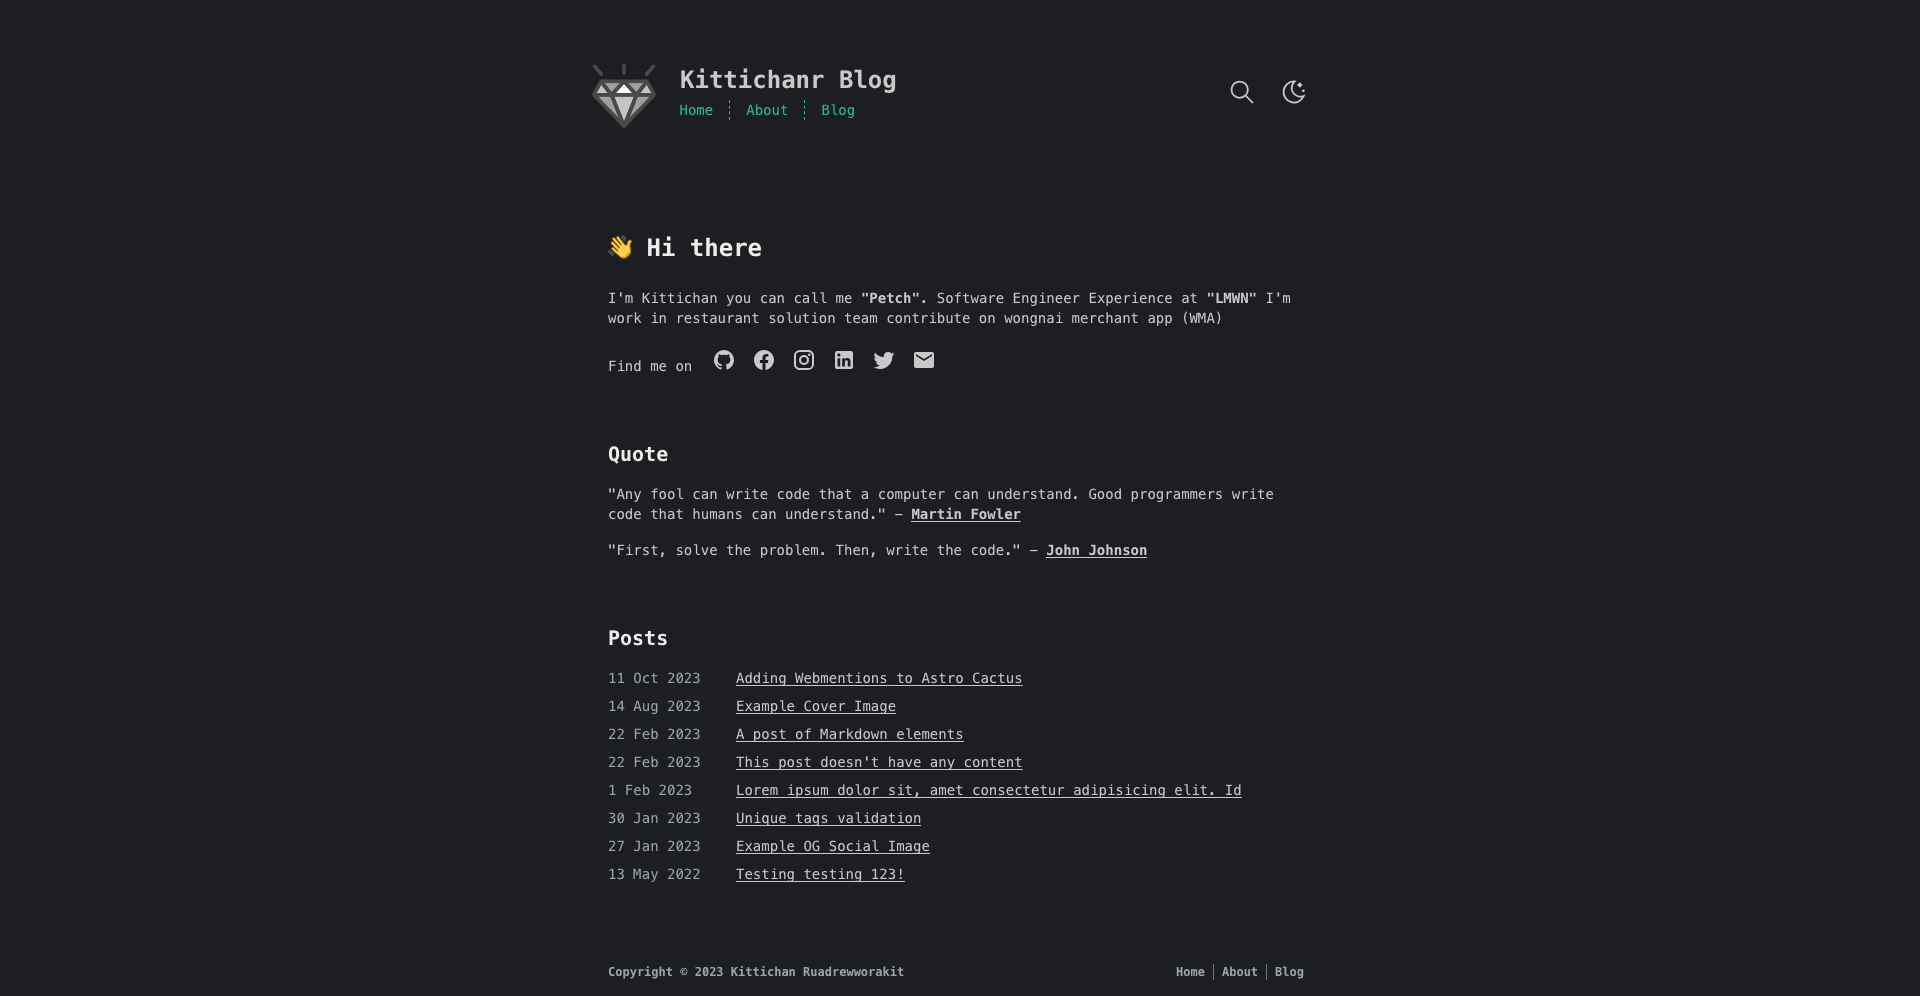 Kittichanr Blog
Home About Blog
👋 Hi there
I'm Kittichan you can call me "Petch". Software Engineer Experience at "LMWN" I'm
work in restaurant solution team contribute on wongnai merchant app (WMA)
Find me on
Quote
"Any fool can write code that a computer can understand. Good programmers write
code that humans can understand." – Martin Fowler
"First, solve the problem. Then, write the code." – John Johnson
Posts
11 Oct 2023 Adding Webmentions to Astro Cactus
14 Aug 2023 Example Cover Image
22 Feb 2023 A post of Markdown elements
22 Feb 2023 This post doesn't have any content
1 Feb 2023 Lorem ipsum dolor sit, amet consectetur adipisicing elit. Id
30 Jan 2023 Unique tags validation
27 Jan 2023 Example OG Social Image
13 May 2022 Testing testing 123!
Copyright © 2023 Kittichan Ruadrewworakit
Home About Blog